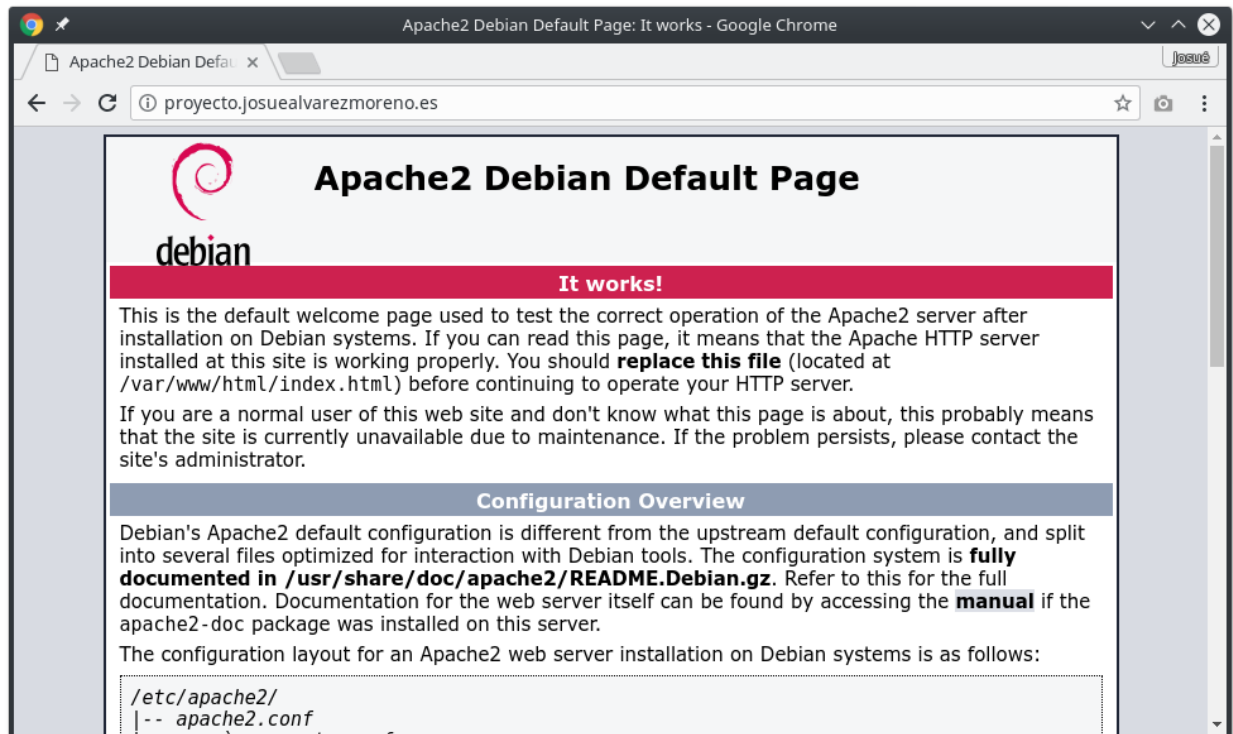 Apache2 Debian Default Page: It works - Google Chrome
Apache2 Debian Defau
Josué
proyecto.josuealvarezmoreno.es
debian
Apache2 Debian Default Page
It works!
This is the default welcome page used to test the correct operation of the Apache2 server after
installation on Debian systems. If you can read this page, it means that the Apache HTTP server
installed at this site is working properly. You should replace this file (located at
/var/www/html/index.html) before continuing to operate your HTTP server.
If you are a normal user of this web site and don't know what this page is about, this probably means
that the site is currently unavailable due to maintenance. If the problem persists, please contact the
site's administrator.
Configuration Overview
Debian's Apache2 default configuration is different from the upstream default configuration, and split
into several files optimized for interaction with Debian tools. The configuration system is fully
documented in /usr/share/doc/apache2/README.Debian.gz. Refer to this for the full
documentation. Documentation for the web server itself can be found by accessing the manual if the
apache2-doc package was installed on this server.
The configuration layout for an Apache2 web server installation on Debian systems is as follows:
/etc/apache2/
|-- apache2.conf